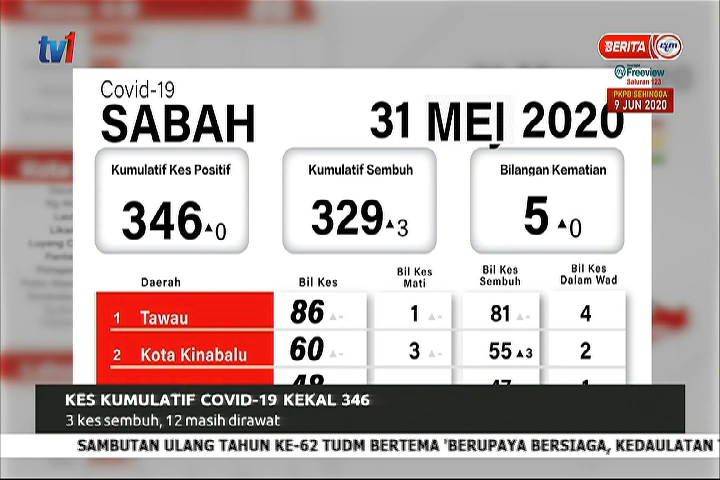 tv1
BERITA rtm
my Freeview
Saluran 123
PKPB SEHINGGA
9 JUN 2020
Covid-19
SABAH
31 MEI 2020
Kumulatif Kes Positif
346 ▲0
Kumulatif Sembuh
329 ▲3
Bilangan Kematian
5 ▲0
Daerah Bil Kes Bil Kes Mati Bil Kes Sembuh Bil Kes Dalam Wad
1 Tawau 86 ▲- 1 ▲- 81 ▲- 4
2 Kota Kinabalu 60 ▲- 3 ▲- 55 ▲3 2
KES KUMULATIF COVID-19 KEKAL 346
3 kes sembuh, 12 masih dirawat
SAMBUTAN ULANG TAHUN KE-62 TUDM BERTEMA 'BERUPAYA BERSIAGA, KEDAULATAN